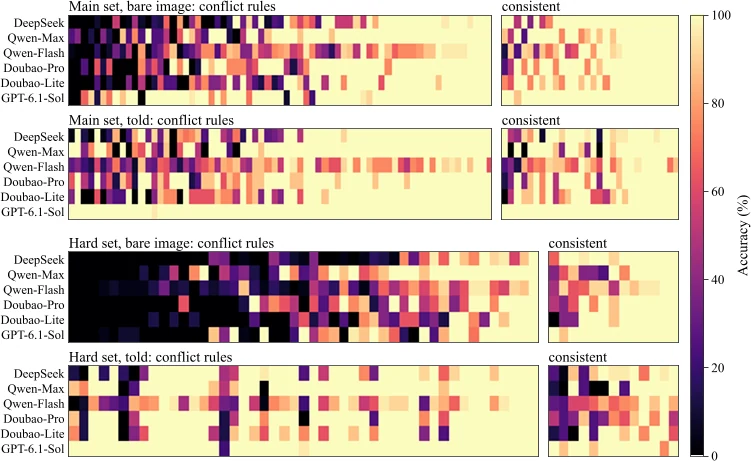 Main set, bare image: conflict rules
consistent
DeepSeek
Qwen-Max
Qwen-Flash
Doubao-Pro
Doubao-Lite
GPT-6.1-Sol
Main set, told: conflict rules
consistent
DeepSeek
Qwen-Max
Qwen-Flash
Doubao-Pro
Doubao-Lite
GPT-6.1-Sol
Hard set, bare image: conflict rules
consistent
DeepSeek
Qwen-Max
Qwen-Flash
Doubao-Pro
Doubao-Lite
GPT-6.1-Sol
Hard set, told: conflict rules
consistent
DeepSeek
Qwen-Max
Qwen-Flash
Doubao-Pro
Doubao-Lite
GPT-6.1-Sol
100
80
60
40
20
0
Accuracy (%)